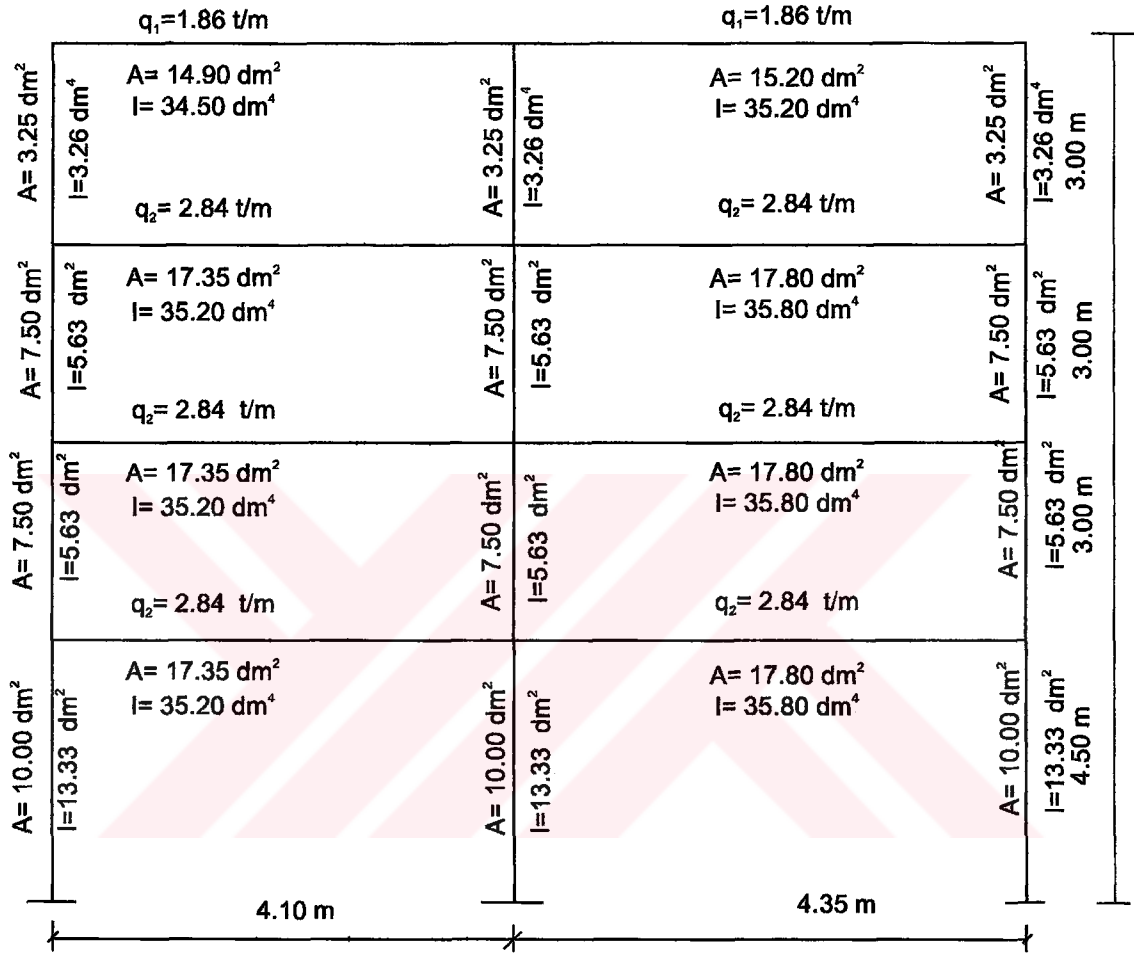 q₁=1.86 t/m
q₁=1.86 t/m
A= 3.25 dm²
I=3.26 dm⁴
A= 14.90 dm²
I= 34.50 dm⁴
q₂= 2.84 t/m
A= 3.25 dm²
I=3.26 dm⁴
A= 15.20 dm²
I= 35.20 dm⁴
q₂= 2.84 t/m
A= 3.25 dm²
I=3.26 dm⁴
3.00 m
A= 7.50 dm²
I=5.63 dm²
A= 17.35 dm²
I= 35.20 dm⁴
q₂= 2.84 t/m
A= 7.50 dm²
I=5.63 dm²
A= 17.80 dm²
I= 35.80 dm⁴
q₂= 2.84 t/m
A= 7.50 dm²
I=5.63 dm²
3.00 m
A= 7.50 dm²
I=5.63 dm²
A= 17.35 dm²
I= 35.20 dm⁴
q₂= 2.84 t/m
A= 7.50 dm²
I=5.63 dm²
A= 17.80 dm²
I= 35.80 dm⁴
q₂= 2.84 t/m
A= 7.50 dm²
I=5.63 dm²
3.00 m
A= 10.00 dm²
I=13.33 dm²
A= 17.35 dm²
I= 35.20 dm⁴
A= 10.00 dm²
I=13.33 dm²
A= 17.80 dm²
I= 35.80 dm⁴
A= 10.00 dm²
I=13.33 dm²
4.50 m
4.10 m
4.35 m